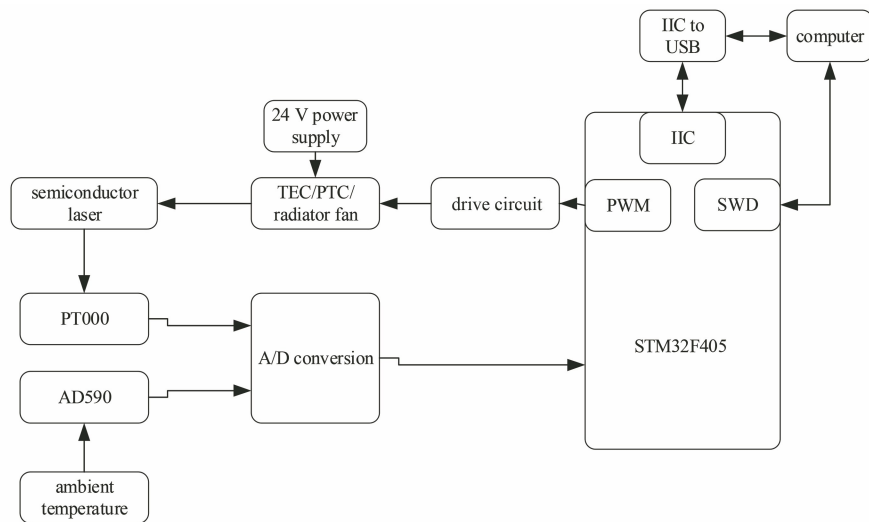 IIC to
USB
computer
24 V power
supply
IIC
semiconductor
laser
TEC/PTC/
radiator fan
drive circuit
PWM
SWD
PT000
A/D conversion
STM32F405
AD590
ambient
temperature